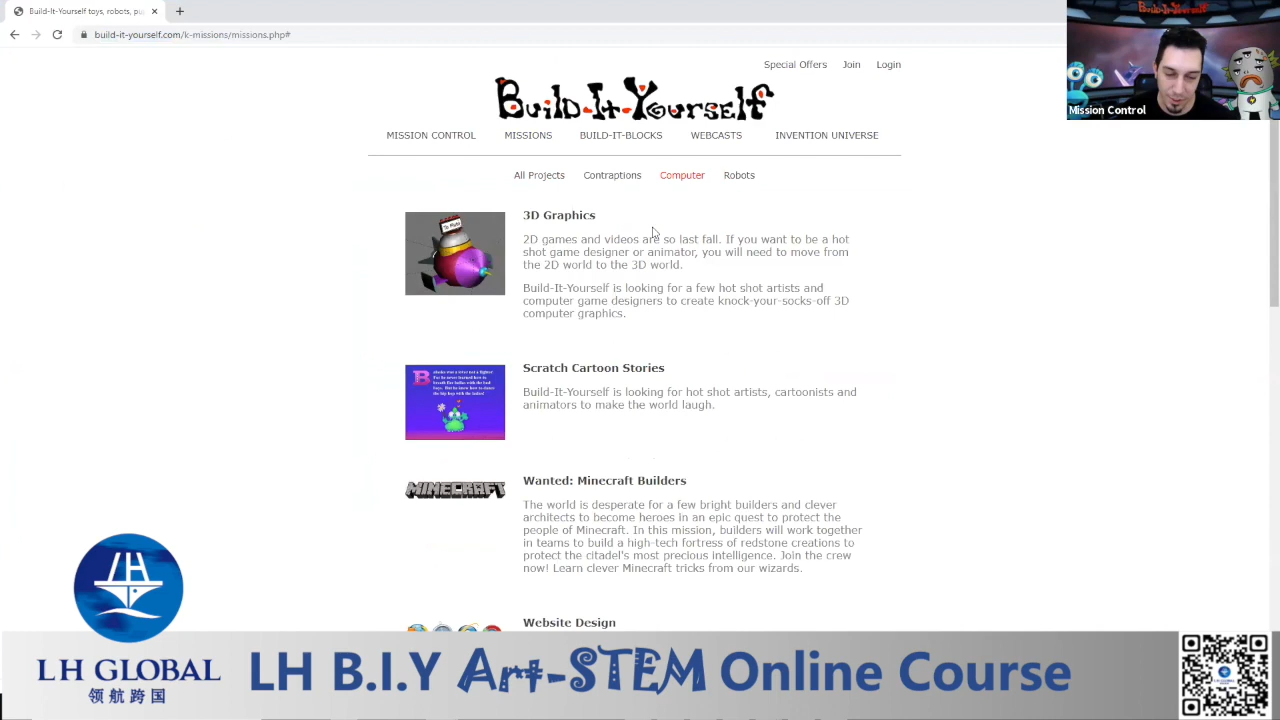 Build-It-Yourself toys, robots, pu
build-it-yourself.com/k-missions/missions.php#
Special Offers Join Login
Build-It-Yourself
MISSION CONTROL MISSIONS BUILD-IT-BLOCKS WEBCASTS INVENTION UNIVERSE
All Projects Contraptions Computer Robots
3D Graphics
2D games and videos are so last fall. If you want to be a hot
shot game designer or animator, you will need to move from
the 2D world to the 3D world.
Build-It-Yourself is looking for a few hot shot artists and
computer game designers to create knock-your-socks-off 3D
computer graphics.
Scratch Cartoon Stories
Build-It-Yourself is looking for hot shot artists, cartoonists and
animators to make the world laugh.
MINECRAFT
Wanted: Minecraft Builders
The world is desperate for a few bright builders and clever
architects to become heroes in an epic quest to protect the
people of Minecraft. In this mission, builders will work together
in teams to build a high-tech fortress of redstone creations to
protect the citadel's most precious intelligence. Join the crew
now! Learn clever Minecraft tricks from our wizards.
Website Design
Build-It-Yourself
Mission Control
LH
LH GLOBAL
领航跨国
LH B.I.Y Art-STEM Online Course